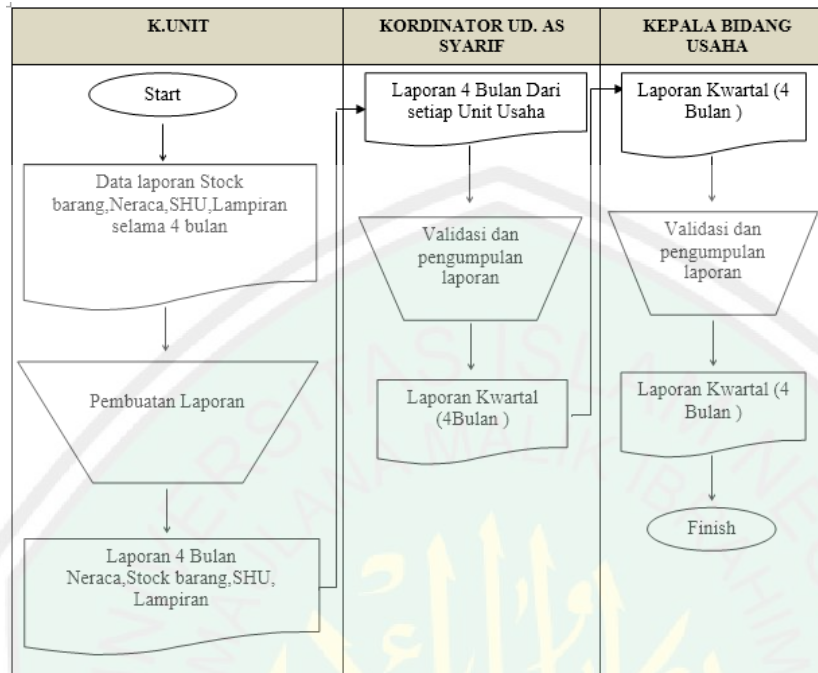 K.UNIT
KORDINATOR UD. AS
SYARIF
KEPALA BIDANG
USAHA
Start
Data laporan Stock
barang,Neraca,SHU,Lampiran
selama 4 bulan
Pembuatan Laporan
Laporan 4 Bulan
Neraca,Stock barang,SHU,
Lampiran
Laporan 4 Bulan Dari
setiap Unit Usaha
Validasi dan
pengumpulan
laporan
Laporan Kwartal
(4Bulan )
Laporan Kwartal (4
Bulan )
Validasi dan
pengumpulan
laporan
Laporan Kwartal (4
Bulan )
Finish